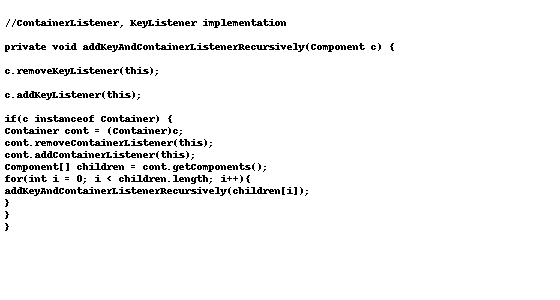 //ContainerListener, KeyListener implementation
private void addKeyAndContainerListenerRecursively(Component c) {
c.removeKeyListener(this);
c.addKeyListener(this);
if(c instanceof Container) {
Container cont = (Container)c;
cont.removeContainerListener(this);
cont.addContainerListener(this);
Component[] children = cont.getComponents();
for(int i = 0; i < children.length; i++){
addKeyAndContainerListenerRecursively(children[i]);
}
}
}